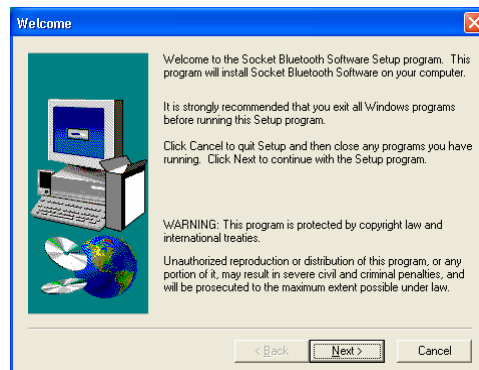 Welcome
Welcome to the Socket Bluetooth Software Setup program. This
program will install Socket Bluetooth Software on your computer.
It is strongly recommended that you exit all Windows programs
before running this Setup program.
Click Cancel to quit Setup and then close any programs you have
running. Click Next to continue with the Setup program.
WARNING: This program is protected by copyright law and
international treaties.
Unauthorized reproduction or distribution of this program, or any
portion of it, may result in severe civil and criminal penalties, and
will be prosecuted to the maximum extent possible under law.
< Back Next > Cancel